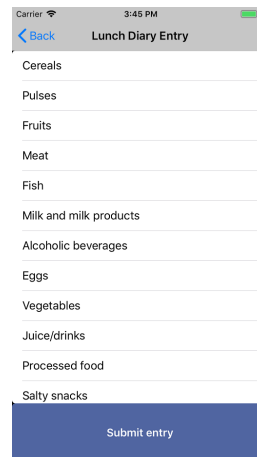 Carrier 3:45 PM
Back Lunch Diary Entry
Cereals
Pulses
Fruits
Meat
Fish
Milk and milk products
Alcoholic beverages
Eggs
Vegetables
Juice/drinks
Processed food
Salty snacks
Submit entry